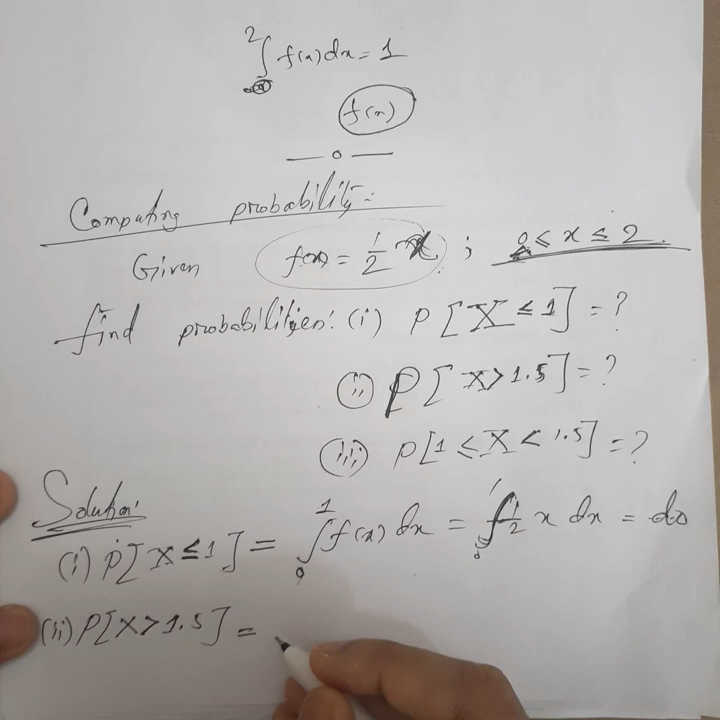 2∫0 f(x)dx = 1
f(x)
Computing probability:
Given f(x) = 1/2 x ; 0 ≤ x ≤ 2.
find probabilities: (i) P[X ≤ 1] = ?
(ii) P[X > 1.5] = ?
(iii) P[1 ≤ X < 1.5] = ?
Solution:
(i) P[X ≤ 1] = 1∫0 f(x) dx = 1∫0 1/2 x dx = do
(ii) P[X > 1.5] =